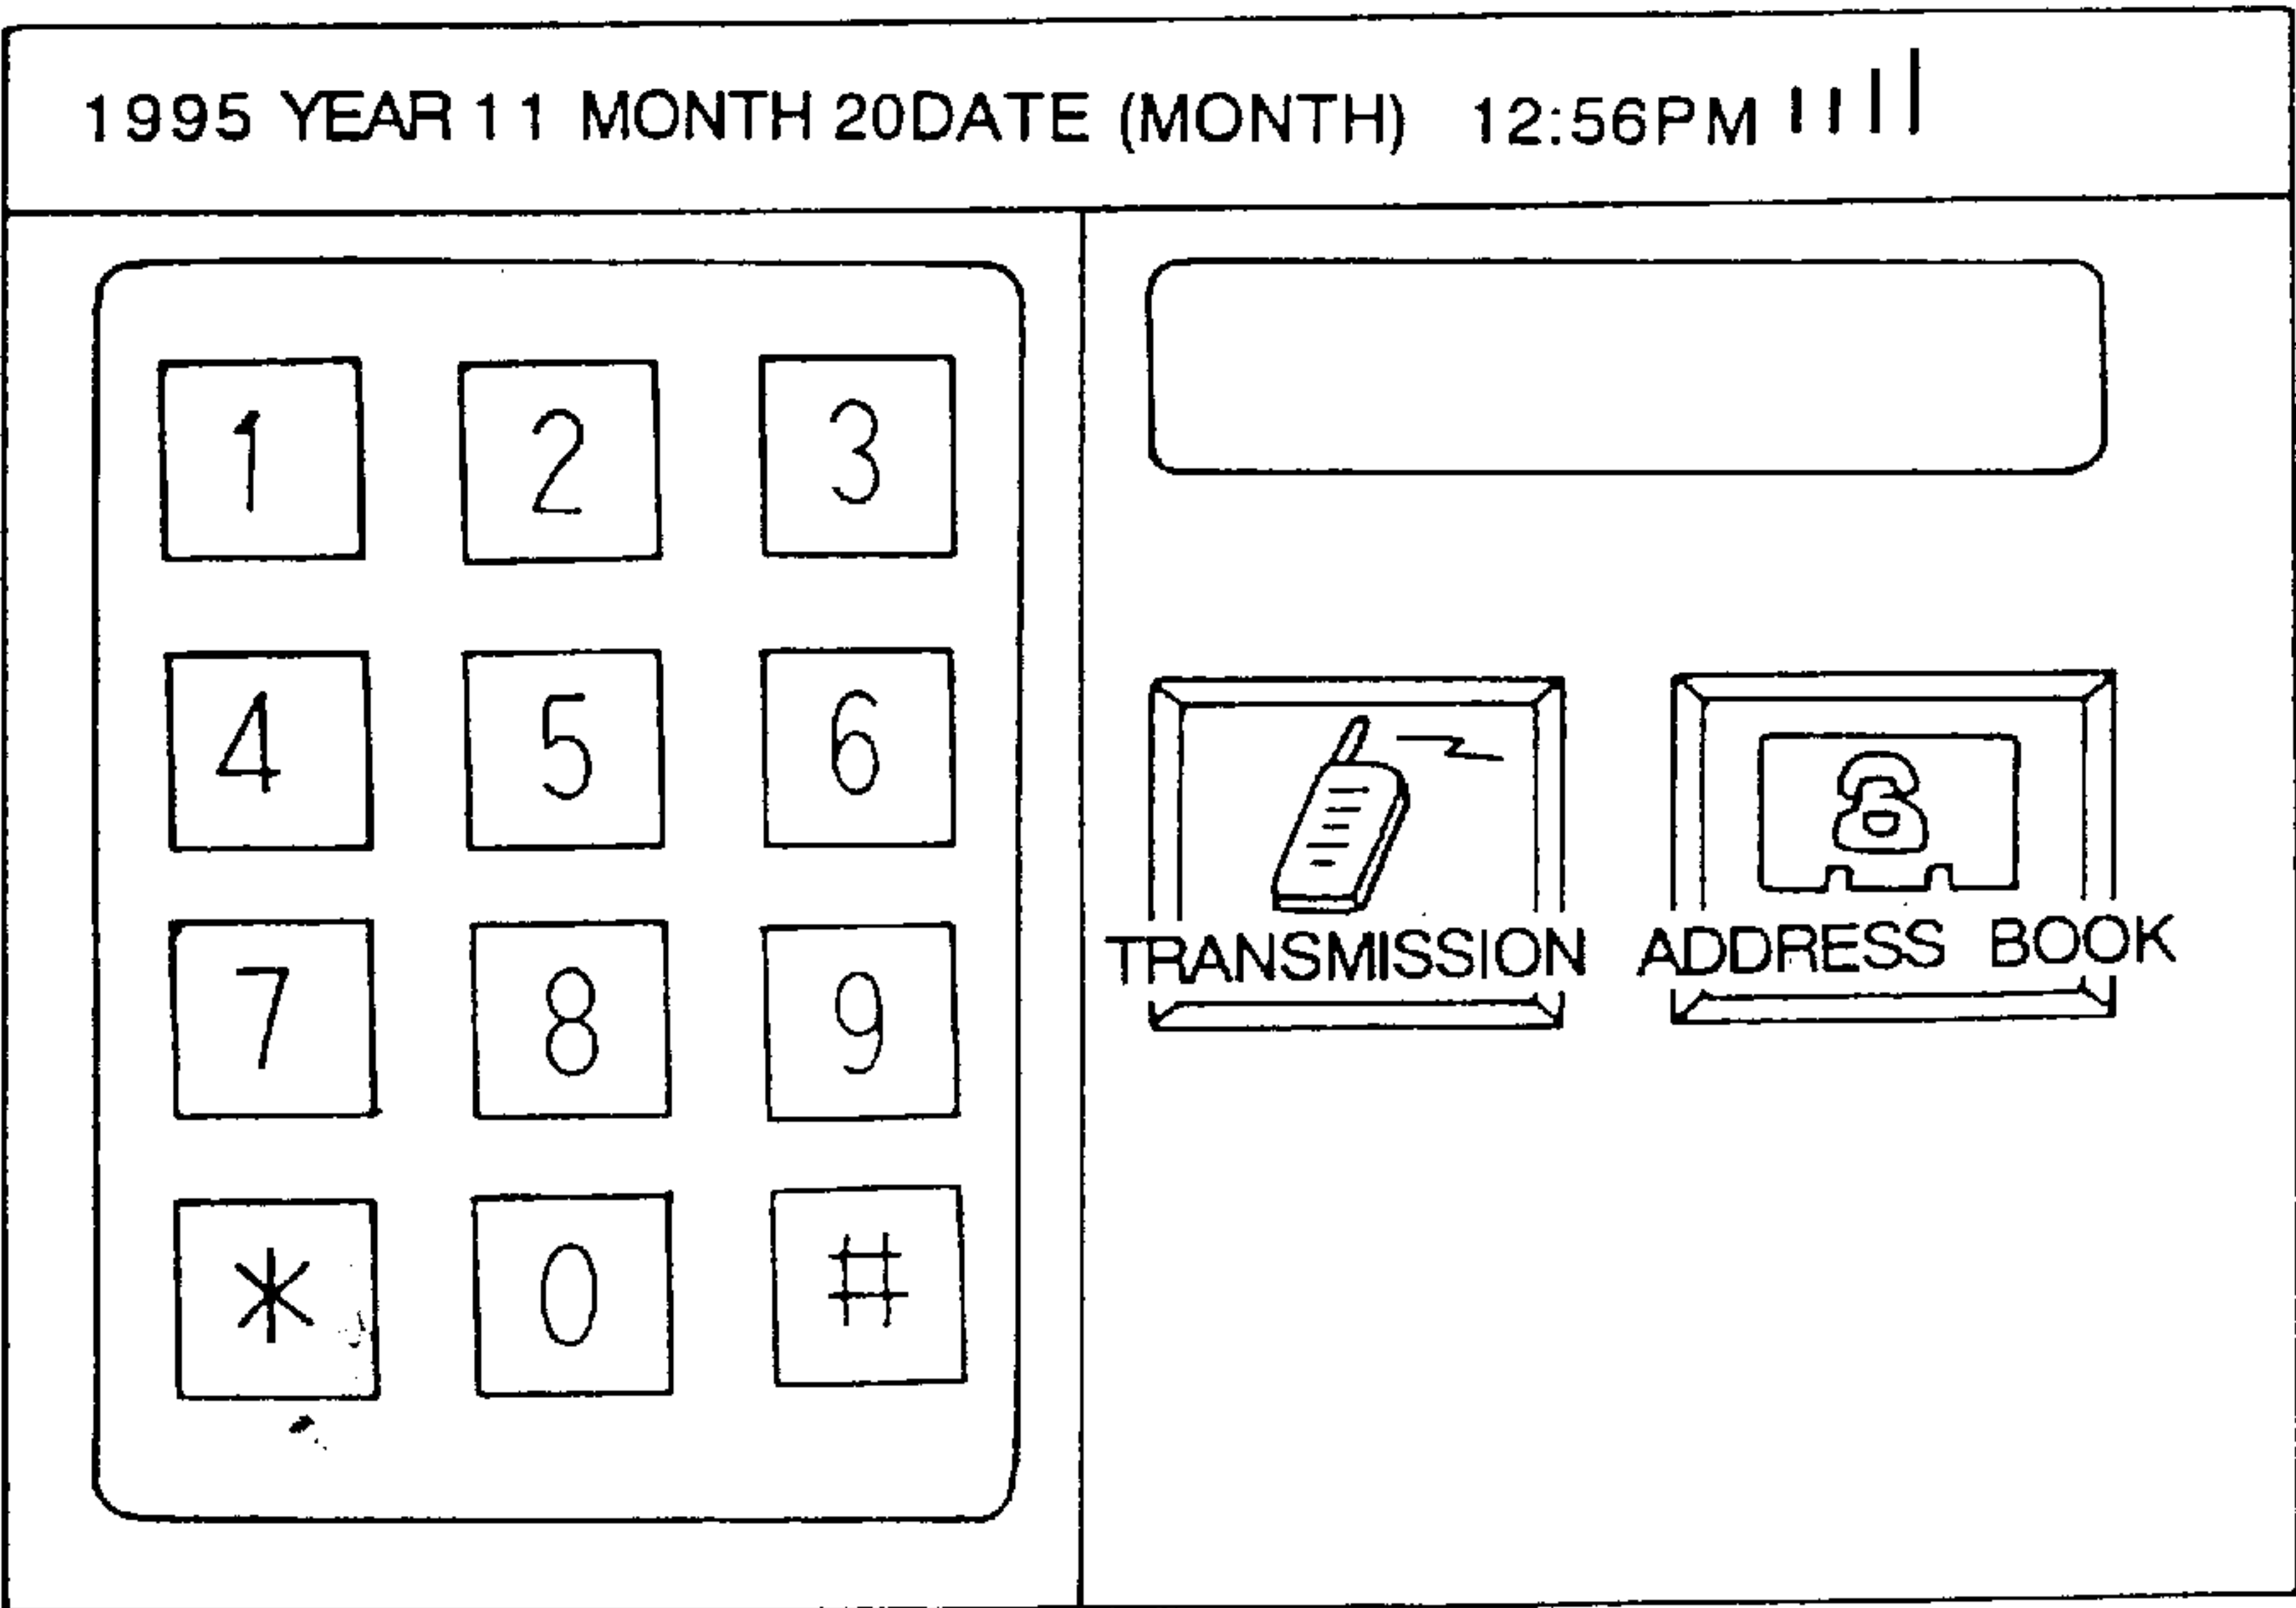 1995 YEAR 11 MONTH 20DATE (MONTH) 12:56PM
1 2 3
4 5 6
7 8 9
* 0 #
TRANSMISSION ADDRESS BOOK